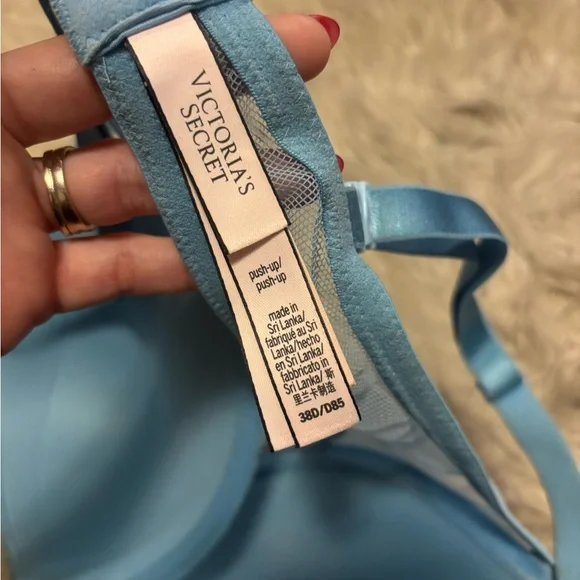 VICTORIA'S
SECRET
push-up/
push-up
made in
Sri Lanka/
fabriqué au Sri
Lanka/hecho
en Sri Lanka/
fabbricato in
Sri Lanka/ 斯
里兰卡制造
38D/D85